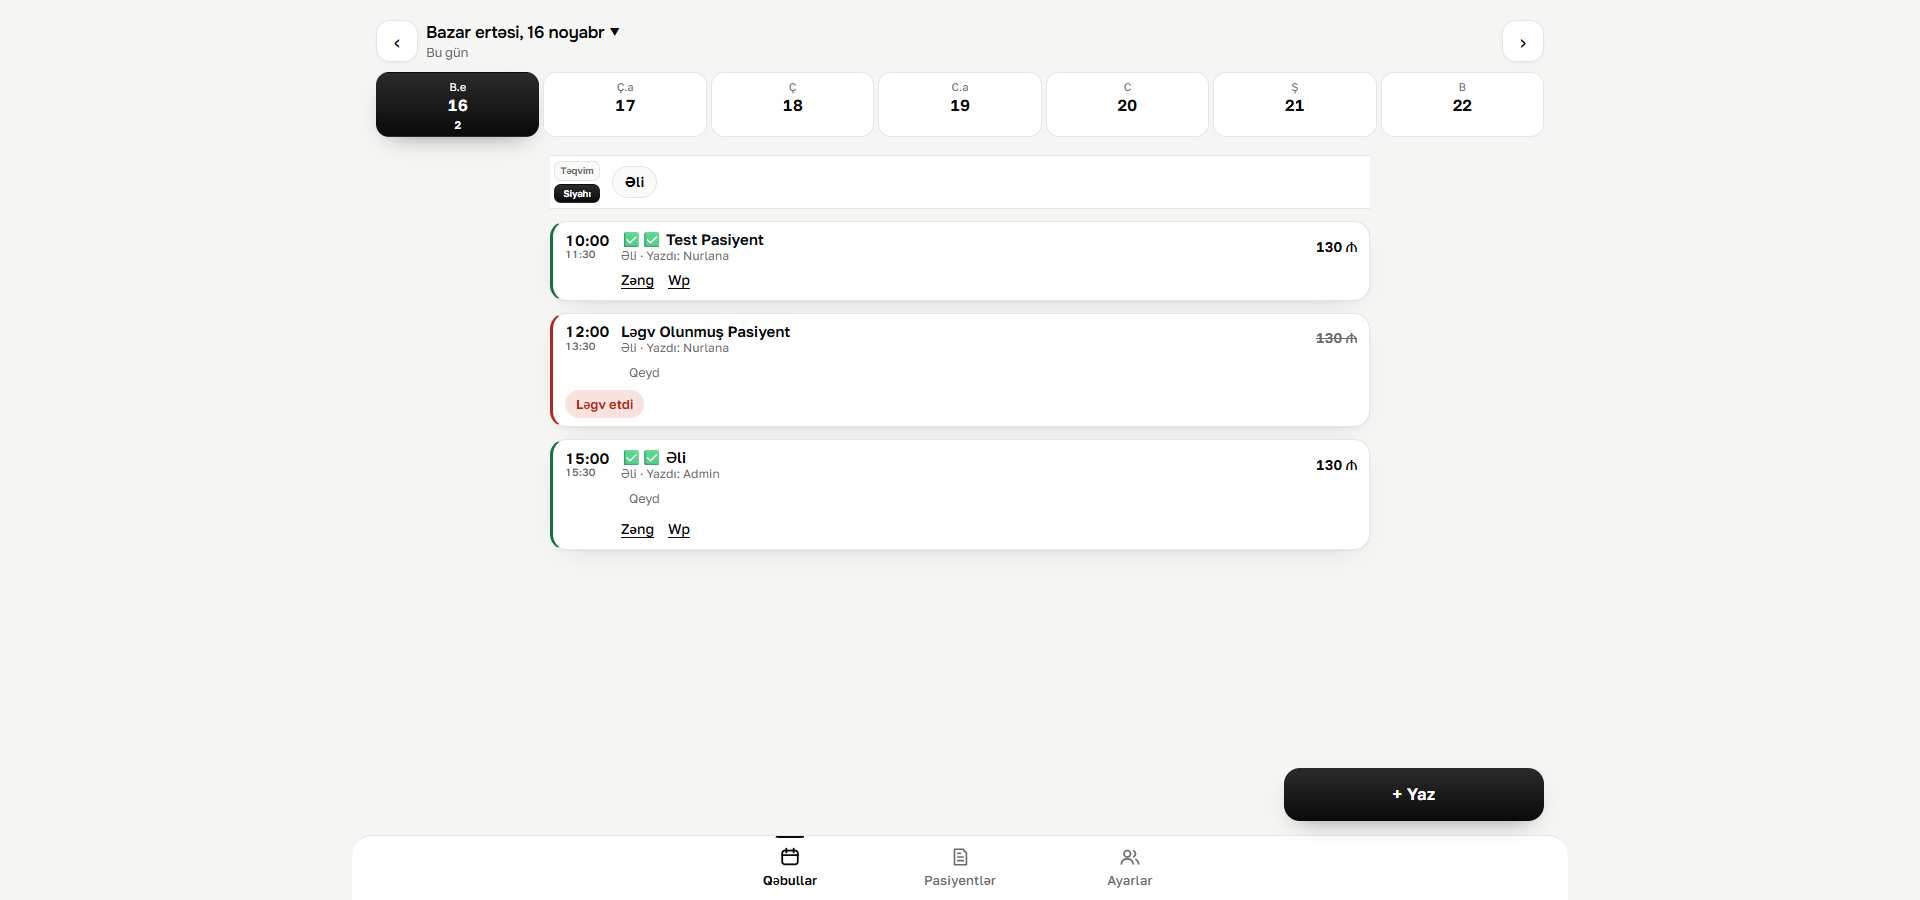 ‹
Bazar ertəsi, 16 noyabr ▼
Bu gün
›
B.e
16
2
Ç.a
17
Ç
18
C.a
19
C
20
Ş
21
B
22
Təqvim
Siyahı
Əli
10:00
11:30
✅ ✅ Test Pasiyent
Əli · Yazdı: Nurlana
Zəng Wp
130 ₼
12:00
13:30
Ləgv Olunmuş Pasiyent
Əli · Yazdı: Nurlana
Qeyd
Ləgv etdi
130 ₼
15:00
15:30
✅ ✅ Əli
Əli · Yazdı: Admin
Qeyd
Zəng Wp
130 ₼
+ Yaz
Qəbullar
Pasiyentlər
Ayarlar